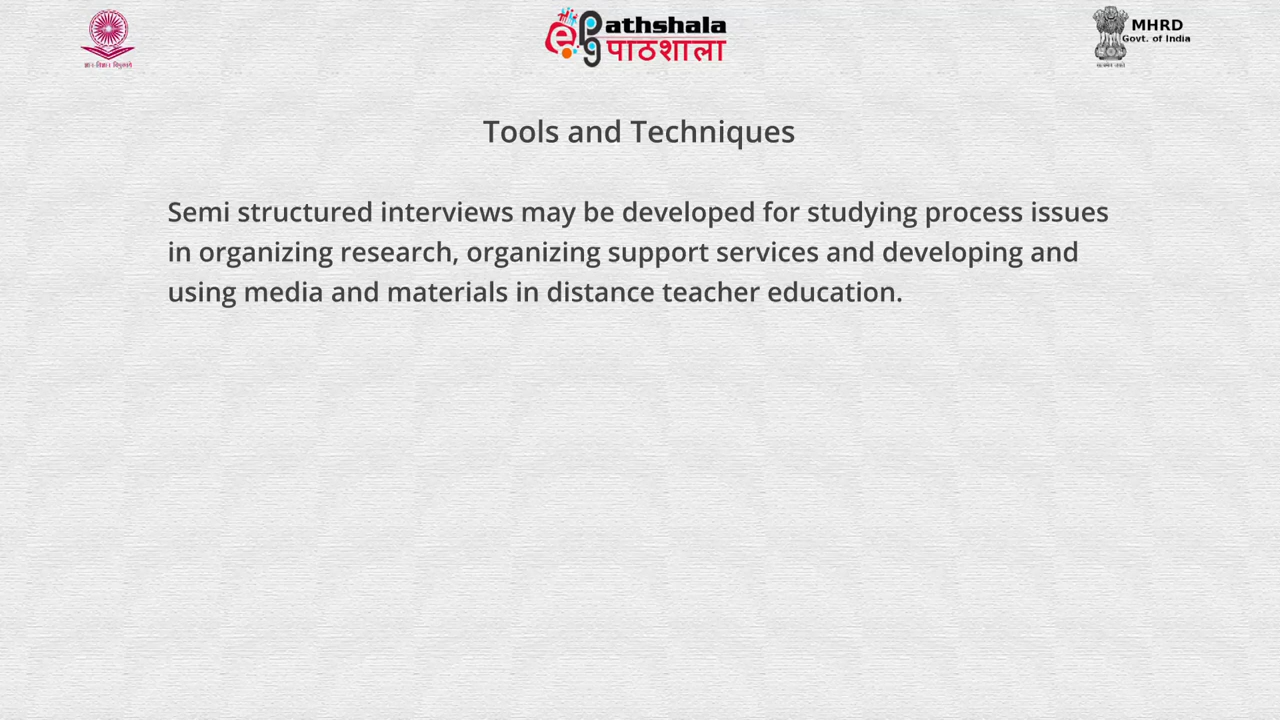 ePGathshala
पाठशाला
MHRD
Govt. of India
Tools and Techniques
Semi structured interviews may be developed for studying process issues
in organizing research, organizing support services and developing and
using media and materials in distance teacher education.